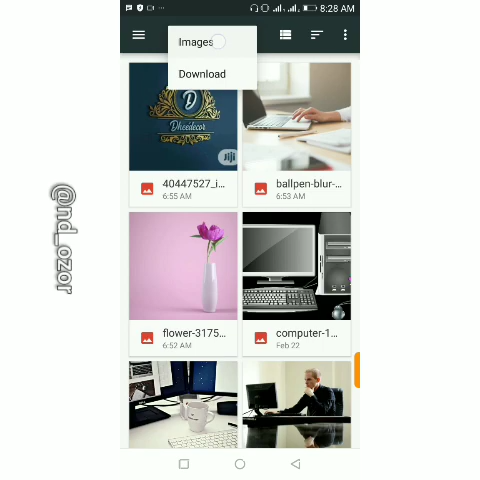 8:28 AM
Images
Download
D
Dheedecor
Jiji
40447527_i...
6:55 AM
ballpen-blur-...
6:53 AM
flower-3175...
6:52 AM
computer-1...
Feb 22
@nd_ozor